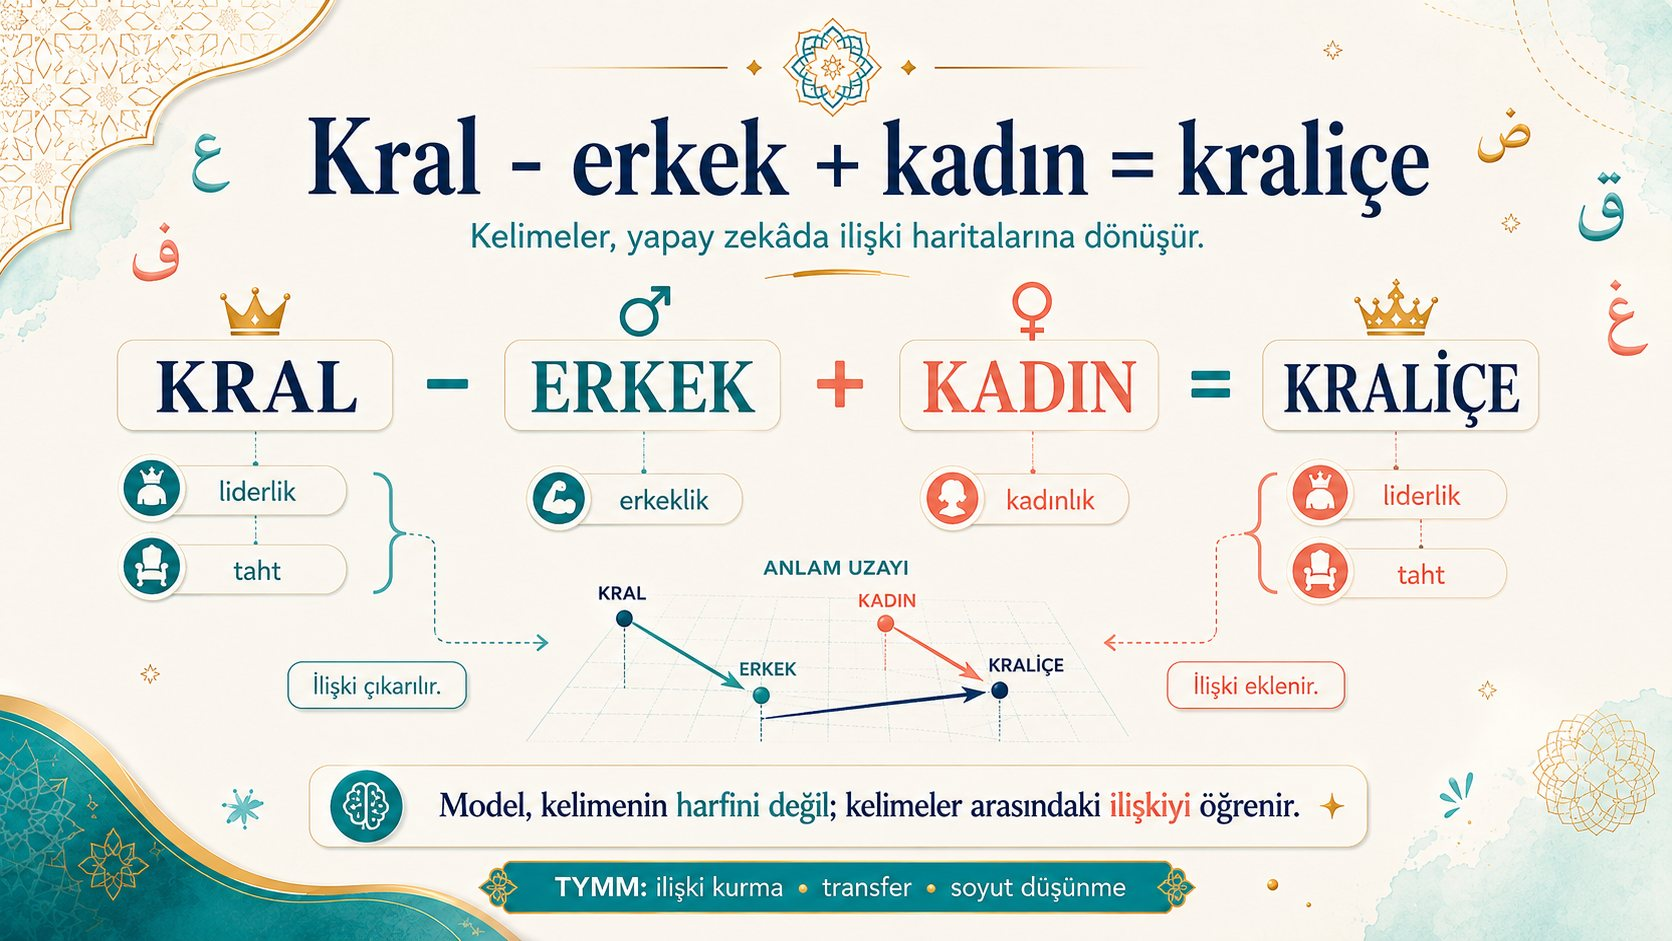 Kral - erkek + kadın = kraliçe
Kelimeler, yapay zekâda ilişki haritalarına dönüşür.
ع
ف
ض
ق
غ
KRAL − ERKEK + KADIN = KRALİÇE
liderlik
taht
erkeklik
kadınlık
liderlik
taht
ANLAM UZAYI
KRAL
KADIN
ERKEK
KRALİÇE
İlişki çıkarılır.
İlişki eklenir.
Model, kelimenin harfini değil; kelimeler arasındaki ilişkiyi öğrenir.
TYMM: ilişki kurma • transfer • soyut düşünme